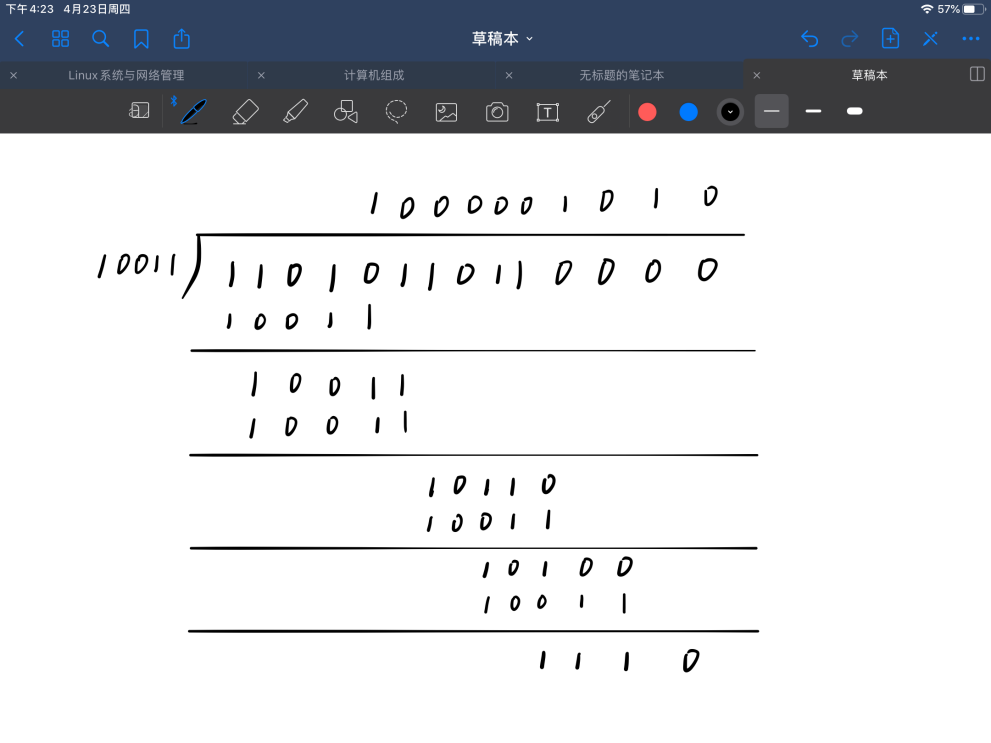 下午4:23 4月23日周四
57%
草稿本
Linux系统与网络管理
计算机组成
无标题的笔记本
草稿本
T
1 0 0 0 0 0 1 0 1 0
10011
1 1 0 1 0 1 1 0 1 1 0 0 0 0
1 0 0 1 1
1 0 0 1 1
1 0 0 1 1
1 0 1 1 0
1 0 0 1 1
1 0 1 0 0
1 0 0 1 1
1 1 1 0